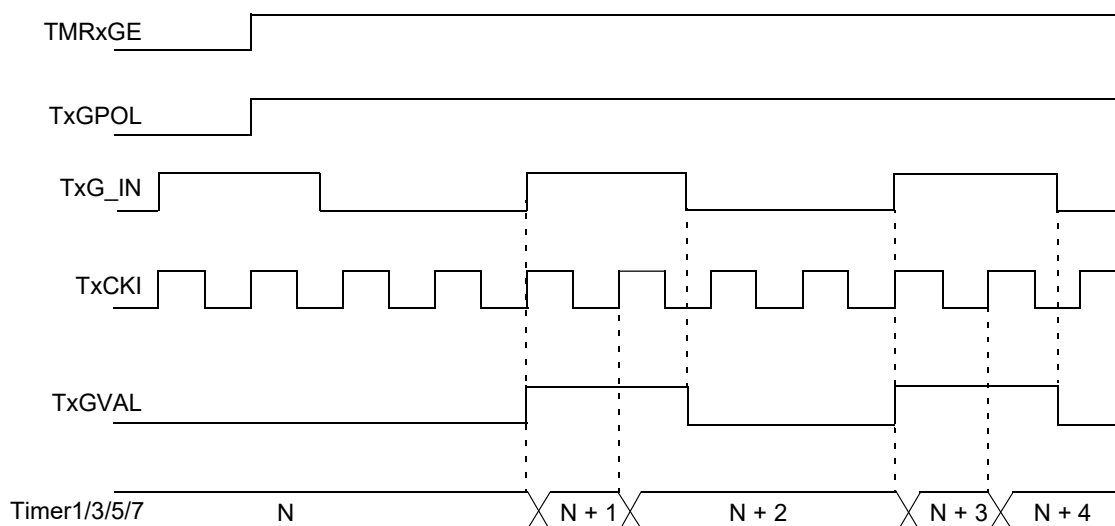 TMRxGE
TxGPOL
TxG_IN
TxCKI
TxGVAL
Timer1/3/5/7 N N + 1 N + 2 N + 3 N + 4